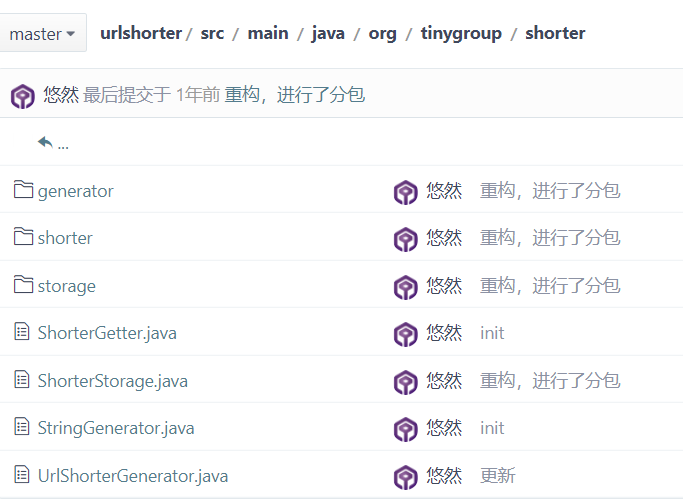 master urlshorter / src / main / java / org / tinygroup / shorter
悠然 最后提交于 1年前 重构，进行了分包
...
generator 悠然 重构，进行了分包
shorter 悠然 重构，进行了分包
storage 悠然 重构，进行了分包
ShorterGetter.java 悠然 init
ShorterStorage.java 悠然 重构，进行了分包
StringGenerator.java 悠然 init
UrlShorterGenerator.java 悠然 更新